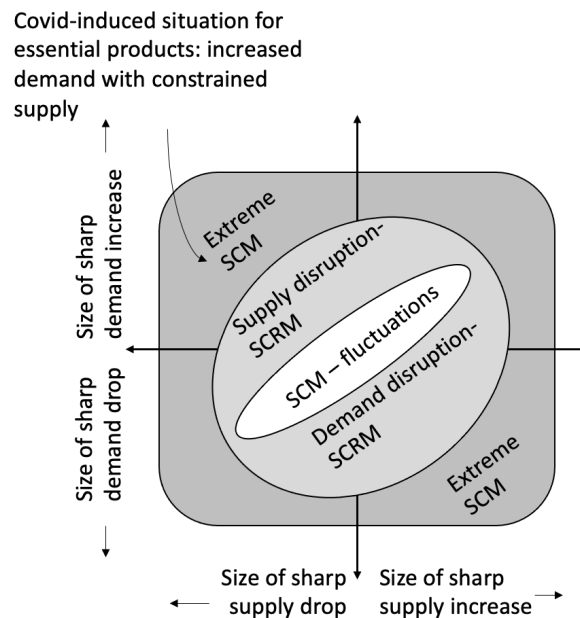 Covid-induced situation for
essential products: increased
demand with constrained
supply
Size of sharp
demand increase
Extreme
SCM
Supply disruption-
SCRM
SCM – fluctuations
Demand disruption-
SCRM
Size of sharp
demand drop
Extreme
SCM
Size of sharp
supply drop
Size of sharp
supply increase